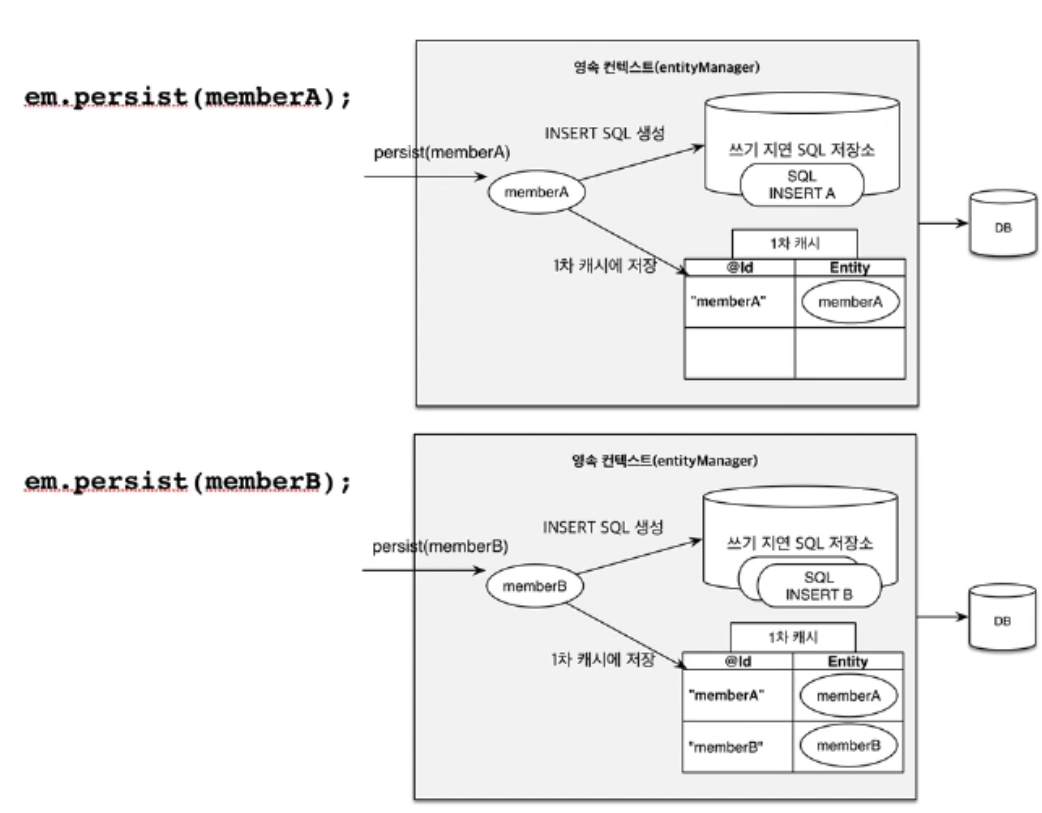 영속 컨텍스트(entityManager)
em.persist(memberA);
INSERT SQL 생성
persist(memberA)
쓰기 지연 SQL 저장소
SQL
INSERT A
memberA
DB
1차 캐시
1차 캐시에 저장
@Id Entity
"memberA" memberA
영속 컨텍스트(entityManager)
em.persist(memberB);
INSERT SQL 생성
persist(memberB)
쓰기 지연 SQL 저장소
SQL
INSERT B
memberB
DB
1차 캐시
1차 캐시에 저장
@Id Entity
"memberA" memberA
"memberB" memberB